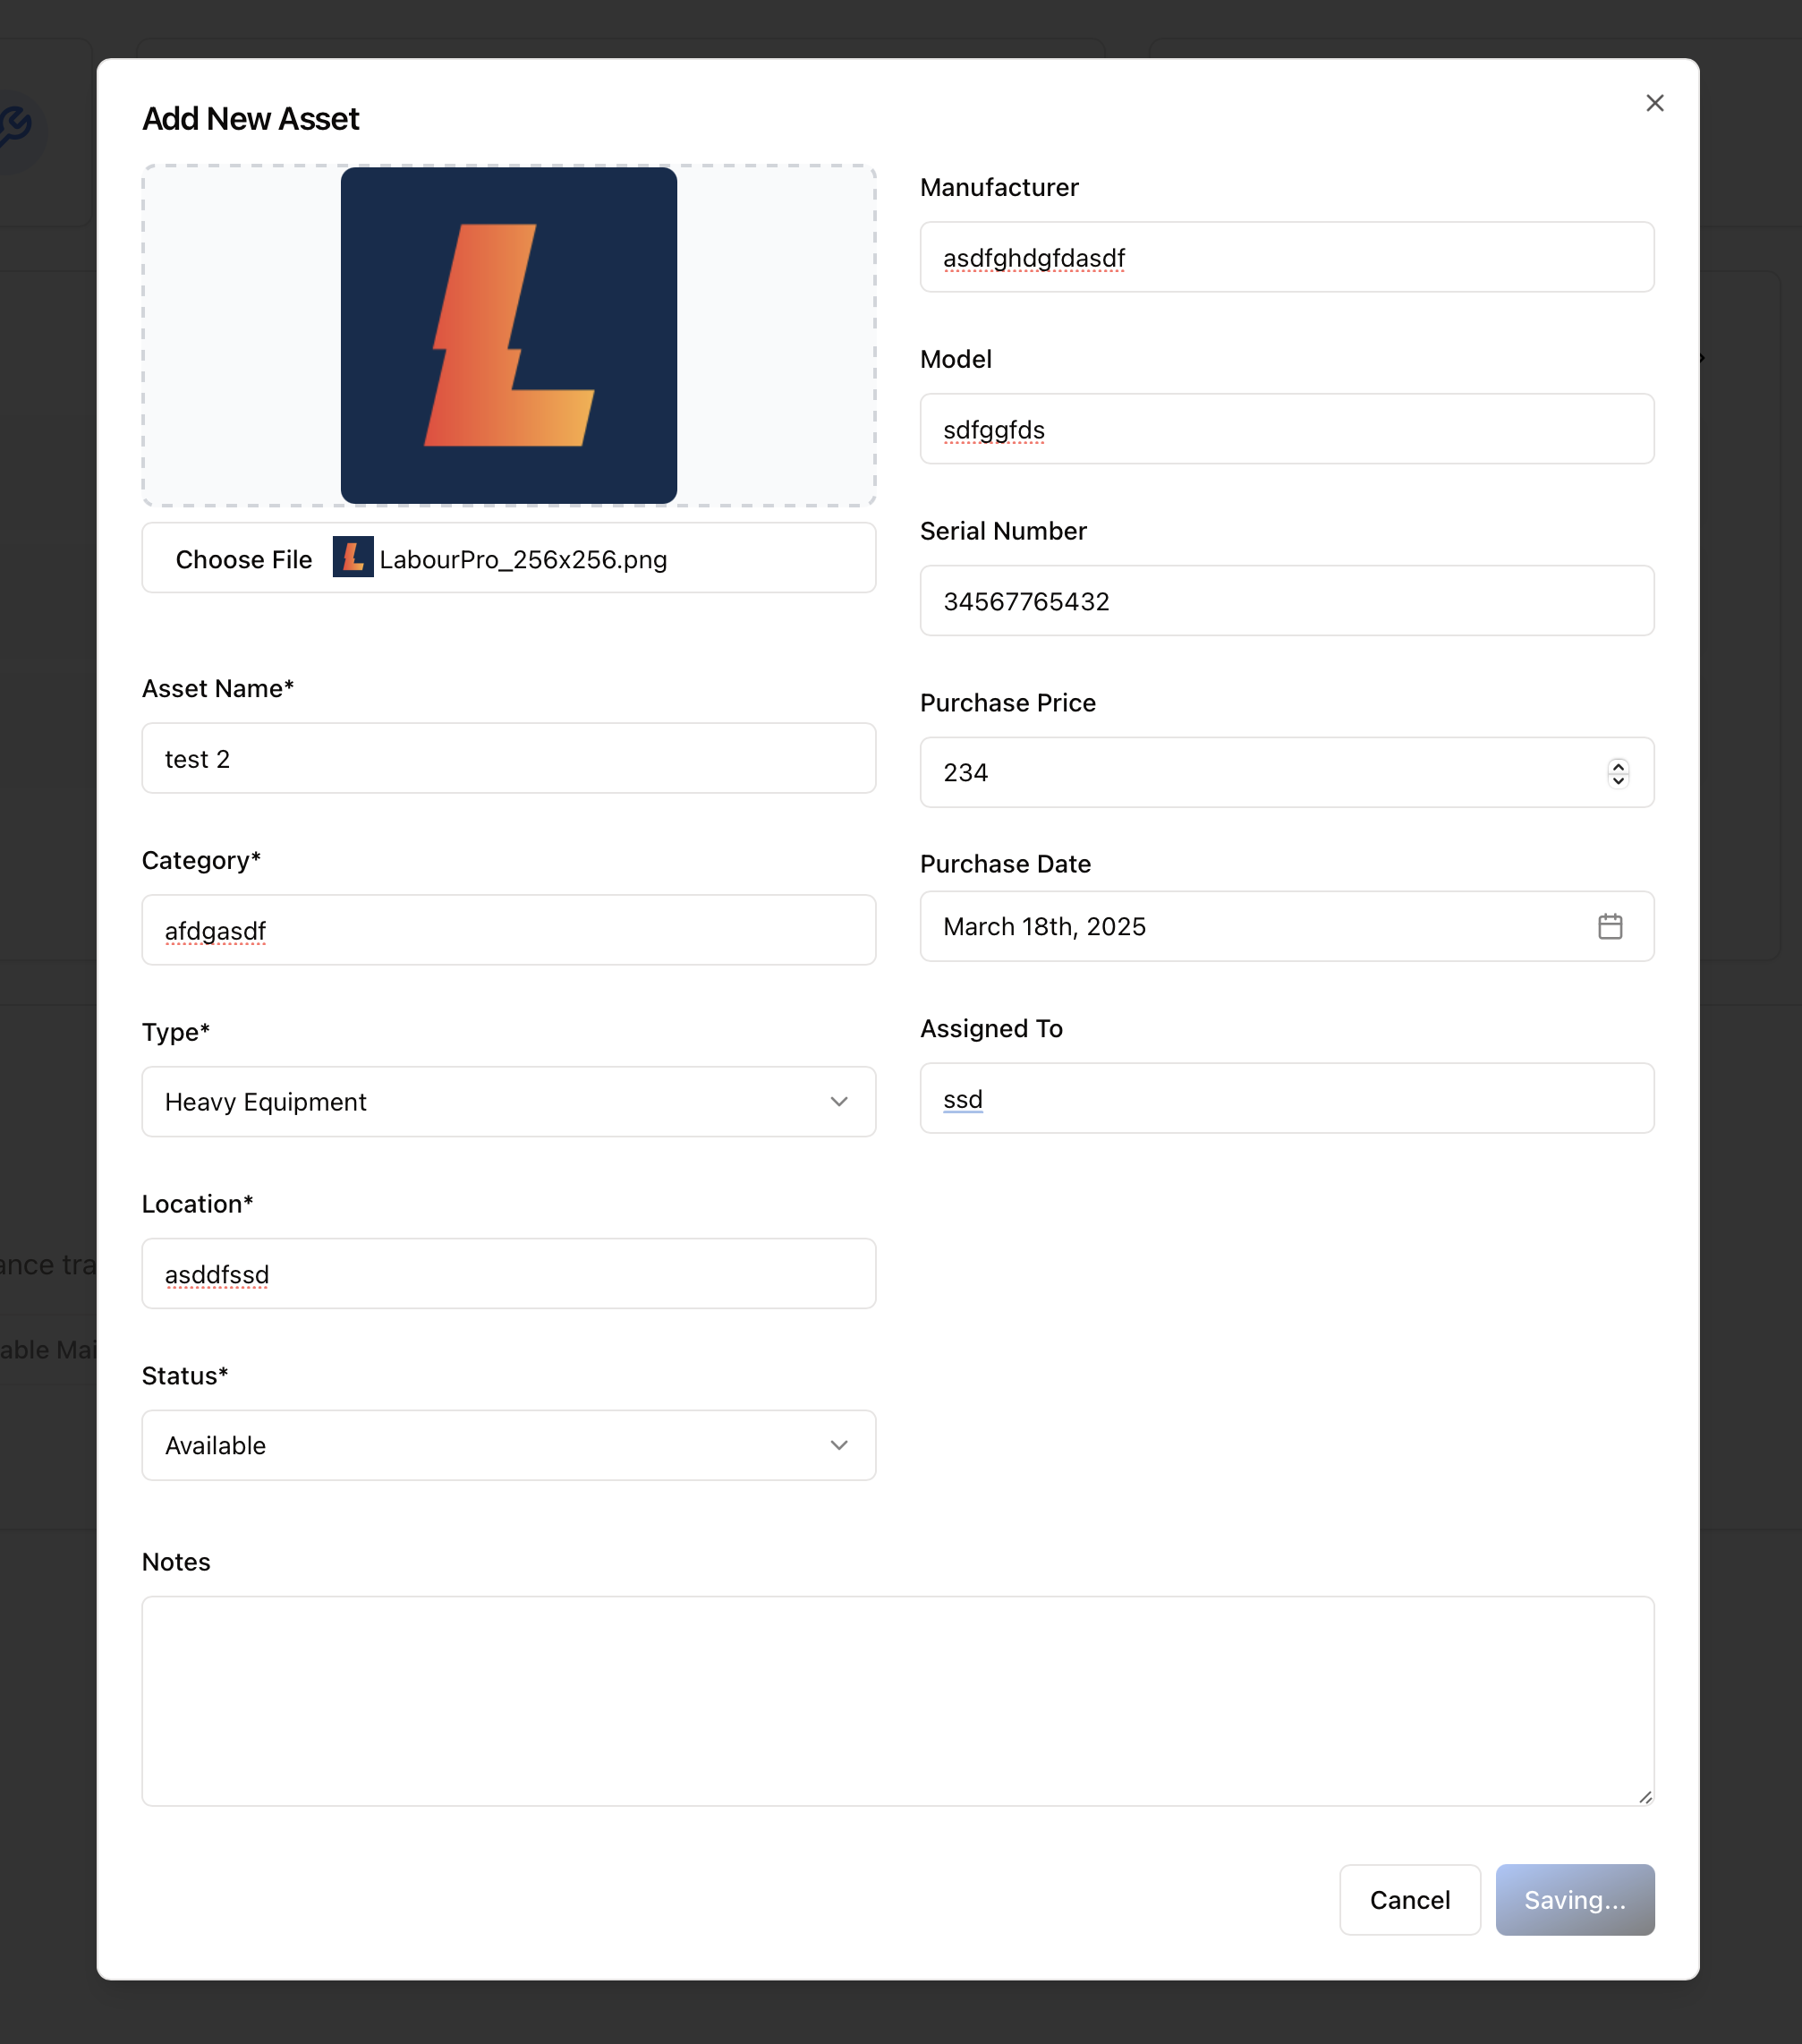 Add New Asset
Choose File LabourPro_256x256.png
Asset Name*
test 2
Category*
afdgasdf
Type*
Heavy Equipment
Location*
asddfssd
Status*
Available
Manufacturer
asdfghdgfdasdf
Model
sdfggfds
Serial Number
34567765432
Purchase Price
234
Purchase Date
March 18th, 2025
Assigned To
ssd
Notes
Cancel
Saving...
ance tra
able Mai